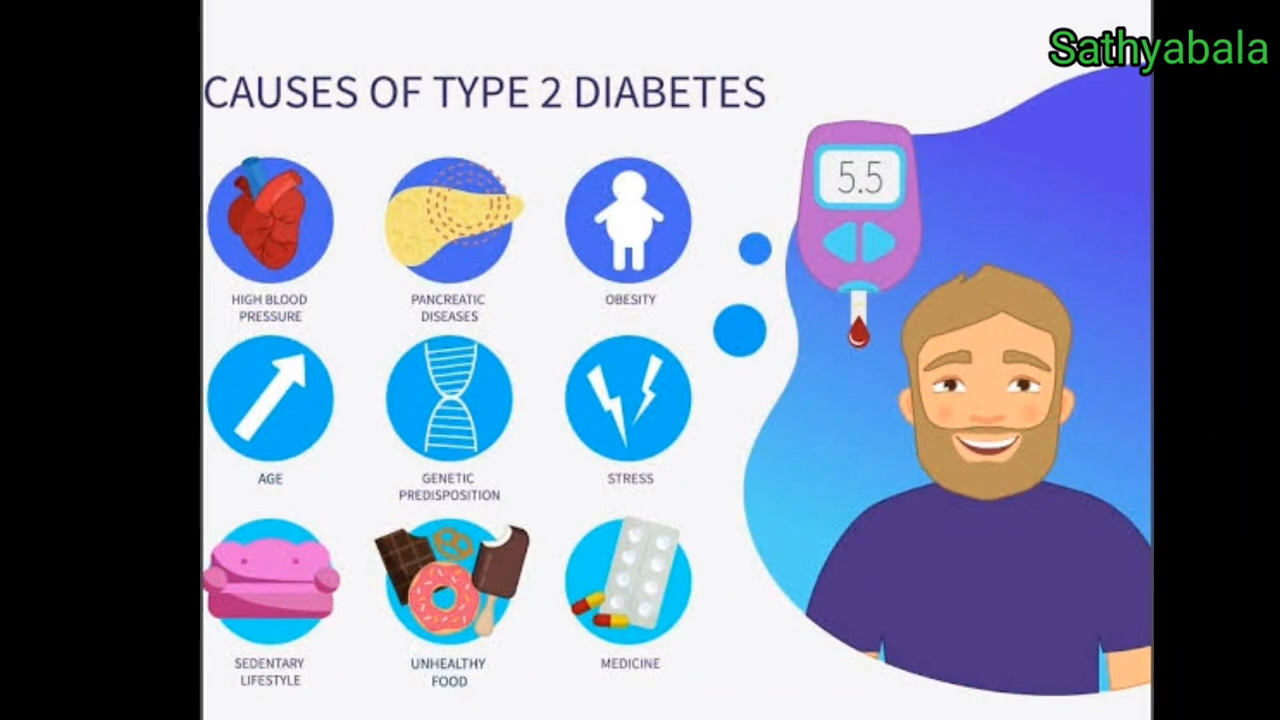 Sathyabala
CAUSES OF TYPE 2 DIABETES
5.5
HIGH BLOOD
PRESSURE
PANCREATIC
DISEASES
OBESITY
AGE
GENETIC
PREDISPOSITION
STRESS
SEDENTARY
LIFESTYLE
UNHEALTHY
FOOD
MEDICINE